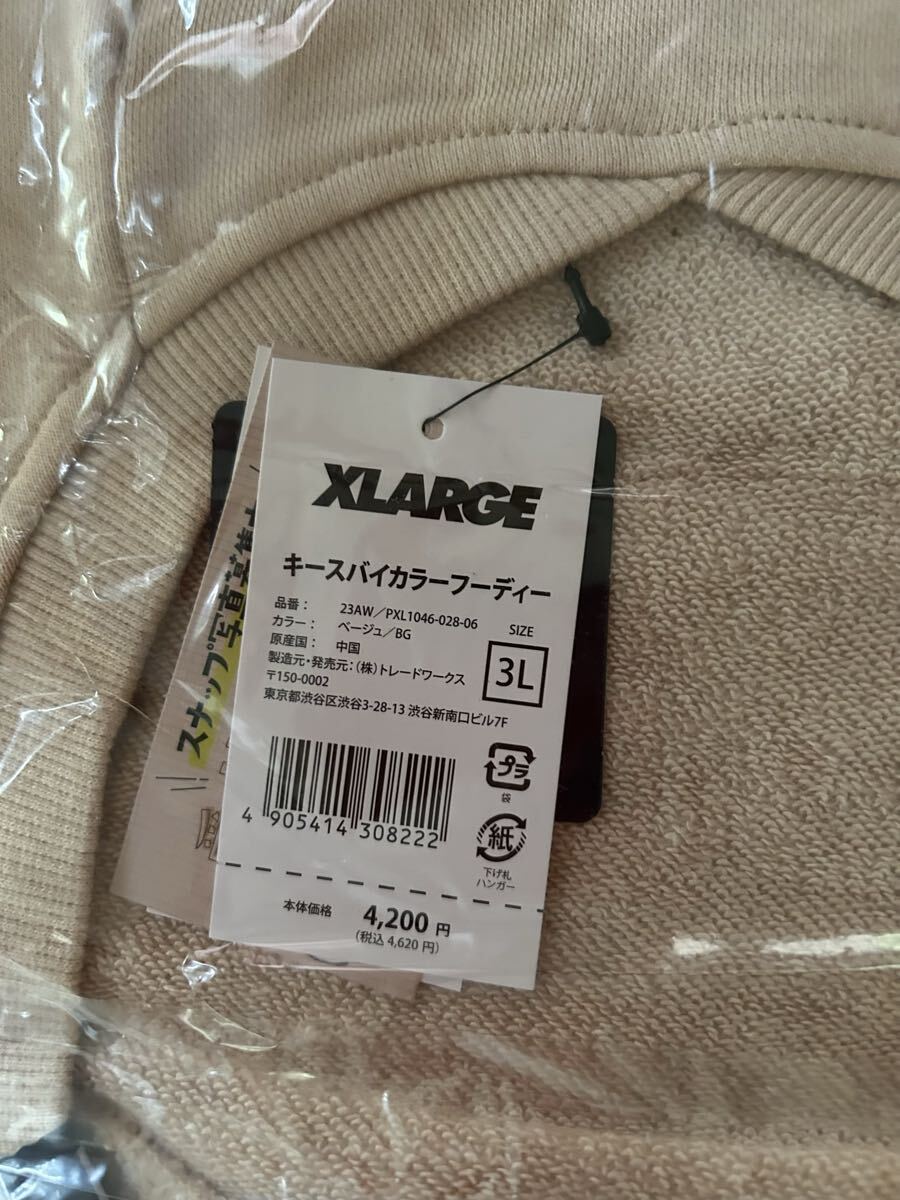 XLARGE
キースバイカラーフーディー
品番： 23AW／PXL1046-028-06
カラー： ベージュ／BG
原産国： 中国
製造元・発売元：（株）トレードワークス
〒150-0002
東京都渋谷区渋谷3-28-13 渋谷新南口ビル7F
SIZE
3L
プラ
袋
紙
下げ札
ハンガー
4 905414 308222
本体価格 4,200 円
（税込 4,620 円）
スナップ写真募集